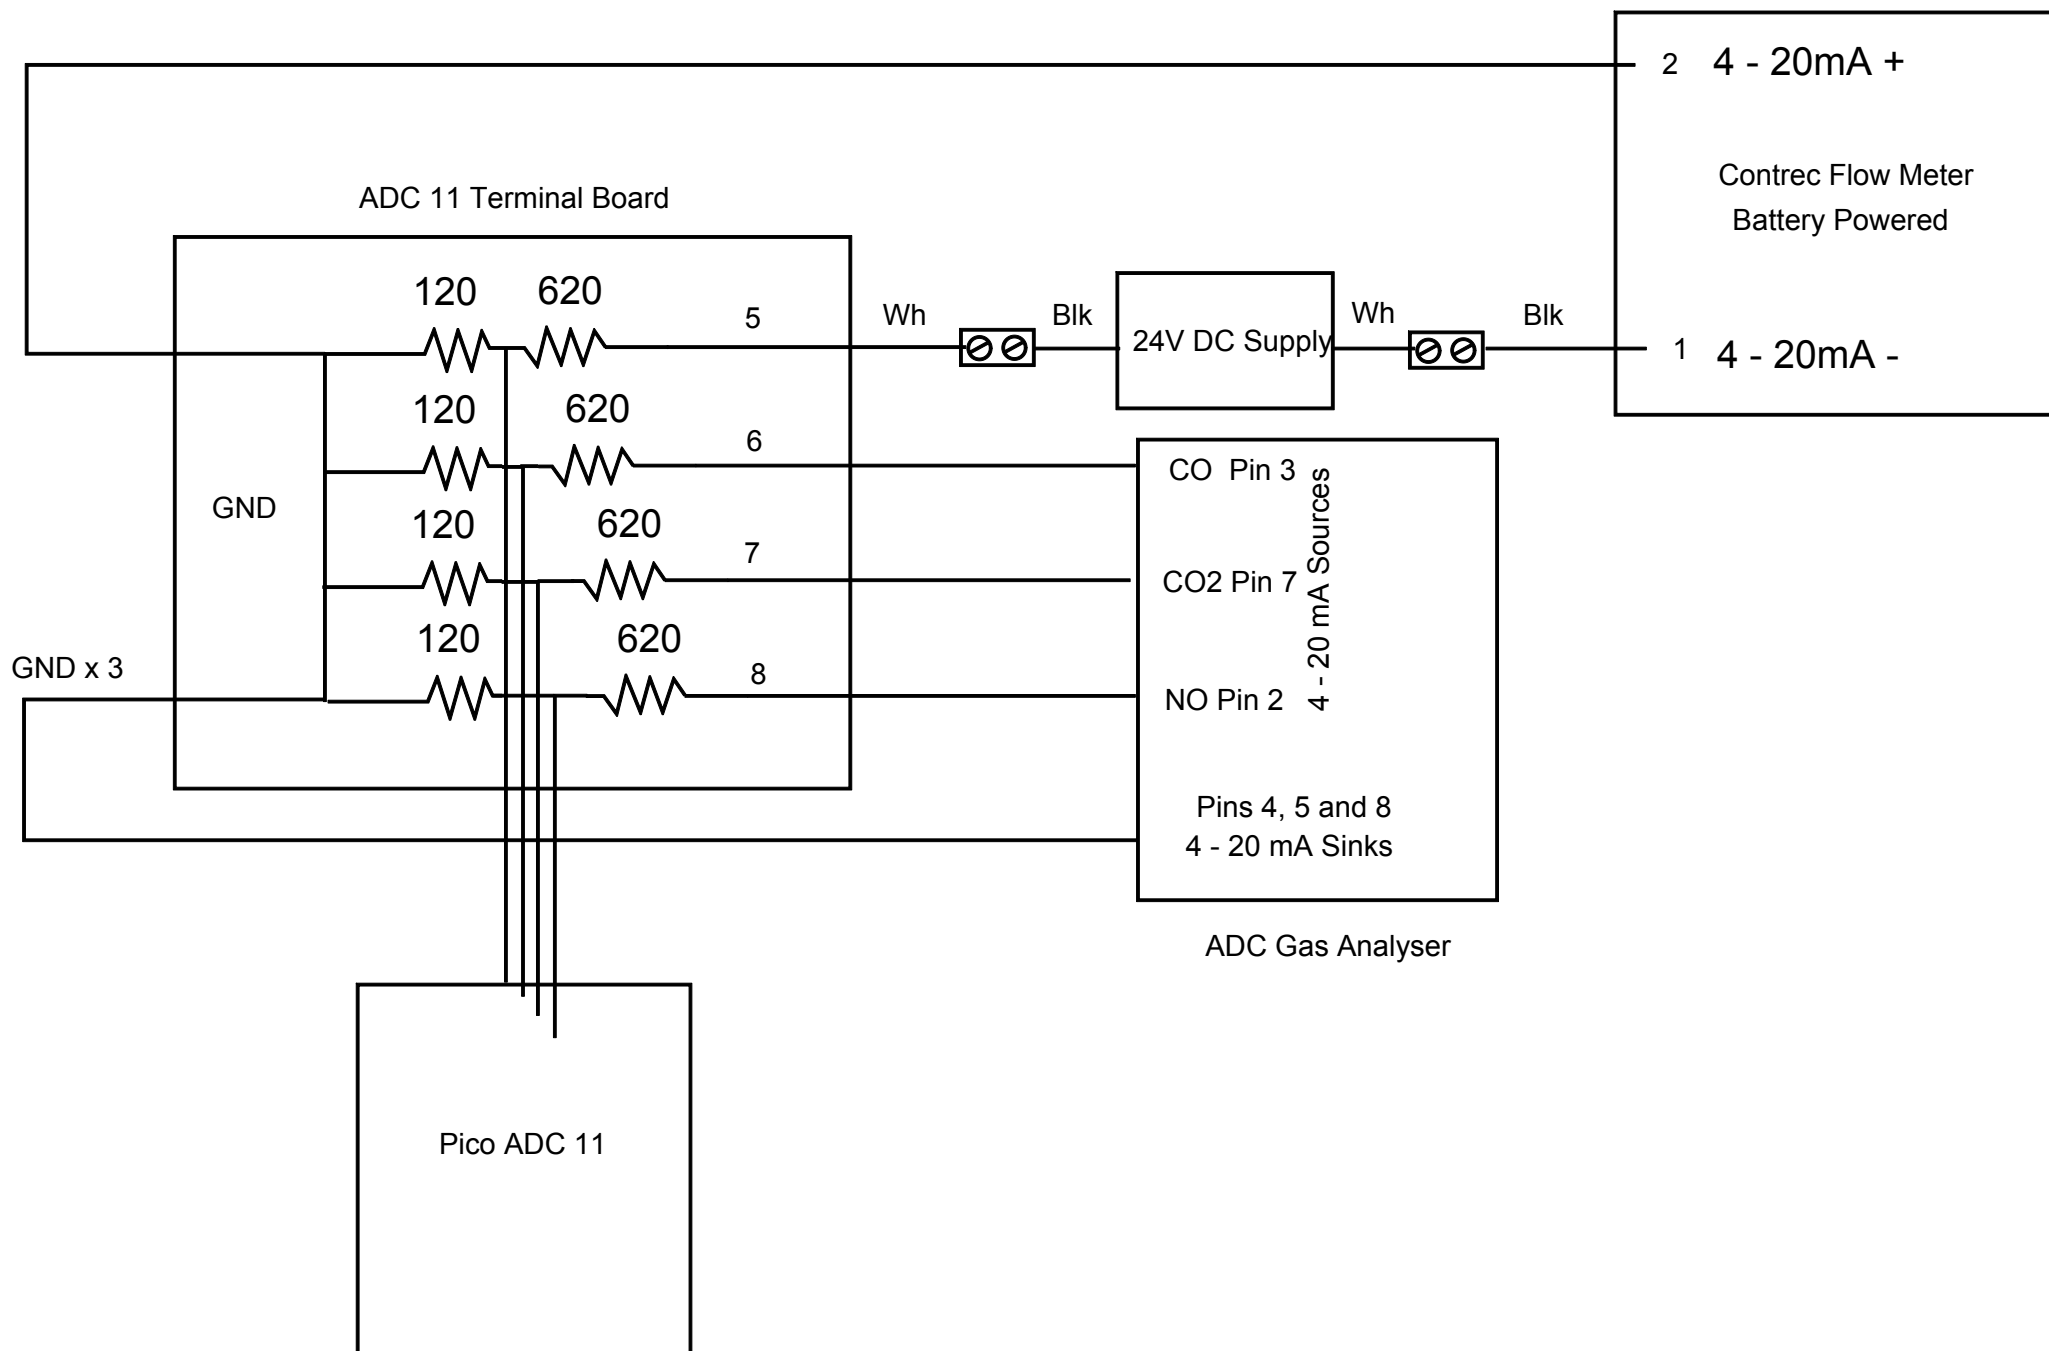 2 4 - 20mA +
Contrec Flow Meter
Battery Powered
ADC 11 Terminal Board
120 620 5
Wh Blk 24V DC Supply Wh Blk 1 4 - 20mA -
120 620 6
CO Pin 3
4 - 20 mA Sources
GND
120 620 7
CO2 Pin 7
120 620 8
GND x 3
NO Pin 2
Pins 4, 5 and 8
4 - 20 mA Sinks
ADC Gas Analyser
Pico ADC 11